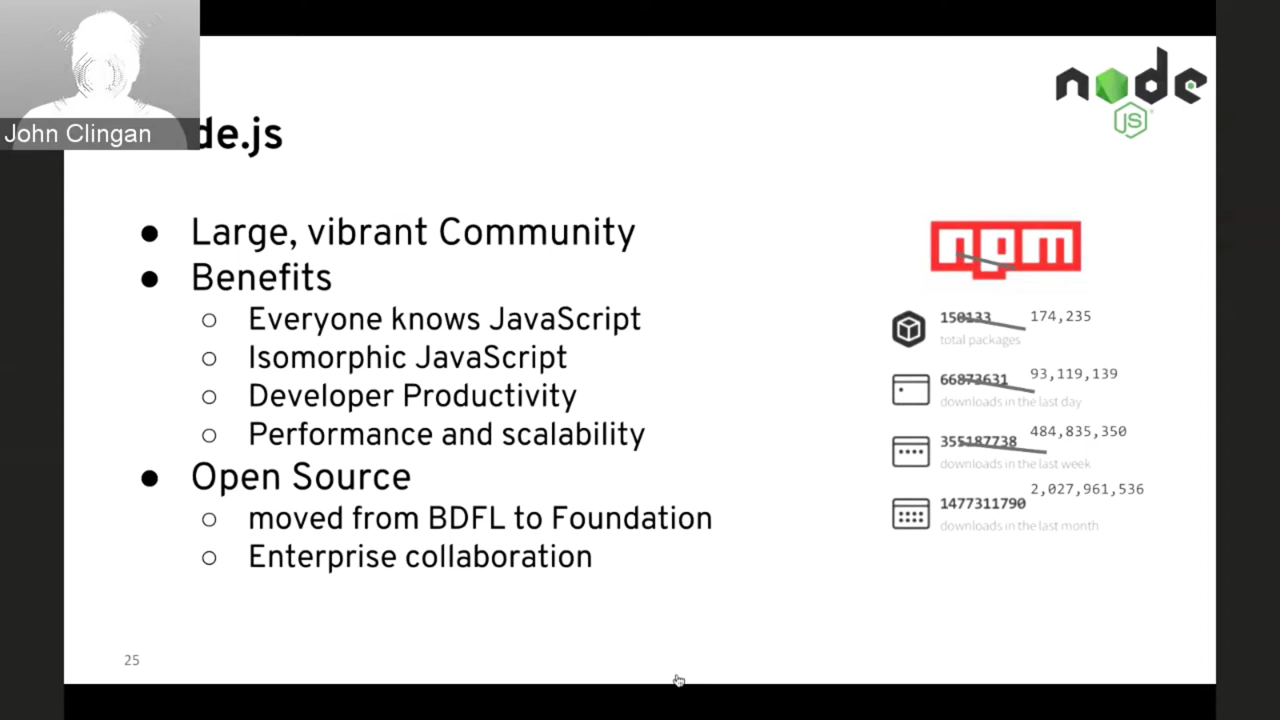 John Clingan
de.js
node
JS
Large, vibrant Community
Benefits
Everyone knows JavaScript
Isomorphic JavaScript
Developer Productivity
Performance and scalability
Open Source
moved from BDFL to Foundation
Enterprise collaboration
npm
150133 174,235
total packages
66873631 93,119,139
downloads in the last day
355187738 484,835,350
downloads in the last week
1477311790 2,027,961,536
downloads in the last month
25